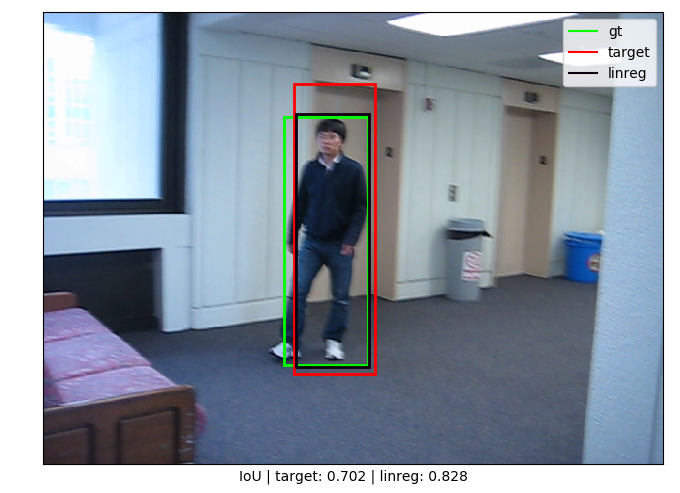 gt
target
linreg
IoU | target: 0.702 | linreg: 0.828